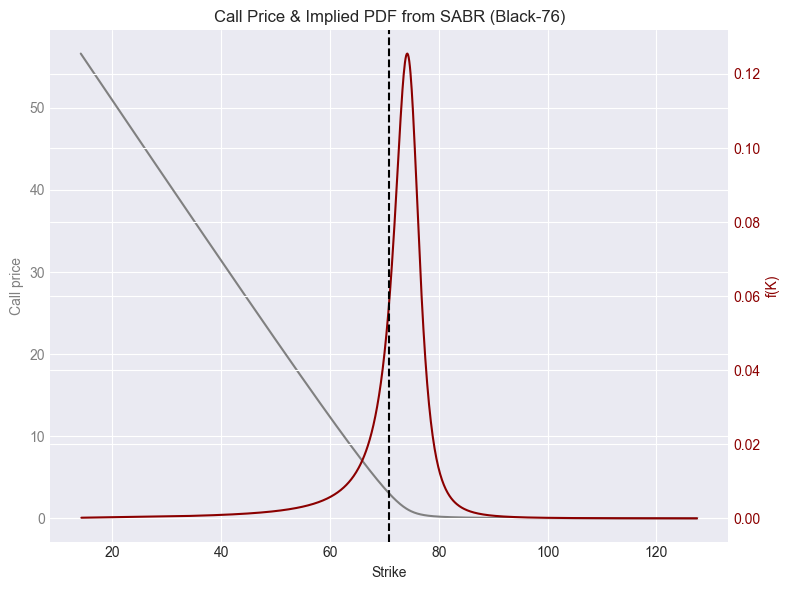 Call Price & Implied PDF from SABR (Black-76)
Call price
50
40
30
20
10
0
0.12
0.10
0.08
0.06
0.04
0.02
0.00
f(K)
20 40 60 80 100 120
Strike